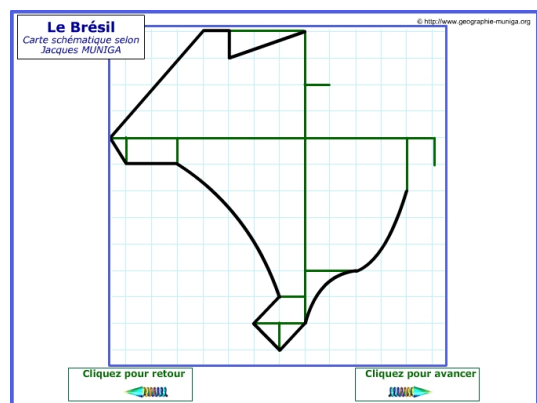 Le Brésil
Carte schématique selon
Jacques MUNIGA
© http://www.geographie-muniga.org
Cliquez pour retour
Cliquez pour avancer